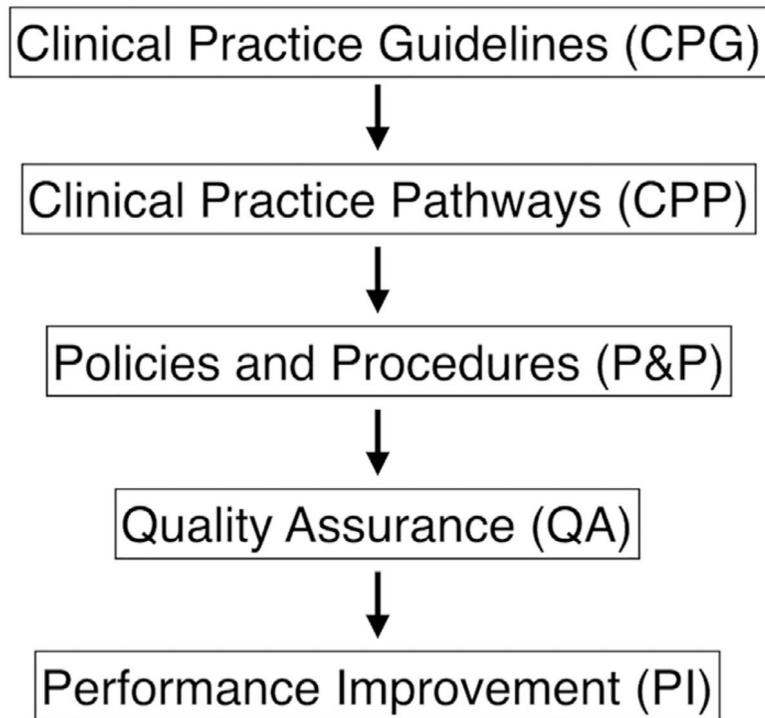 Clinical Practice Guidelines (CPG)
Clinical Practice Pathways (CPP)
Policies and Procedures (P&P)
Quality Assurance (QA)
Performance Improvement (PI)